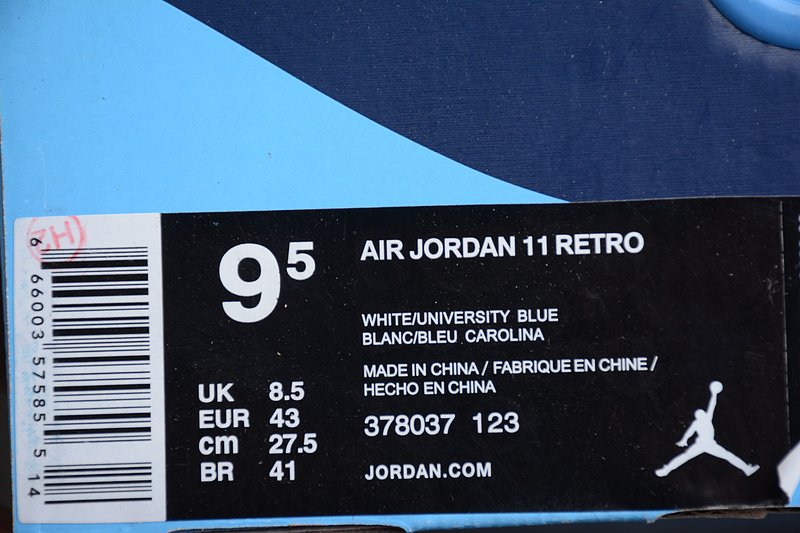 9 5
AIR JORDAN 11 RETRO
WHITE/UNIVERSITY BLUE
BLANC/BLEU CAROLINA
MADE IN CHINA / FABRIQUE EN CHINE /
HECHO EN CHINA
378037 123
JORDAN.COM
UK 8.5
EUR 43
cm 27.5
BR 41
6 66003 57585 5 14